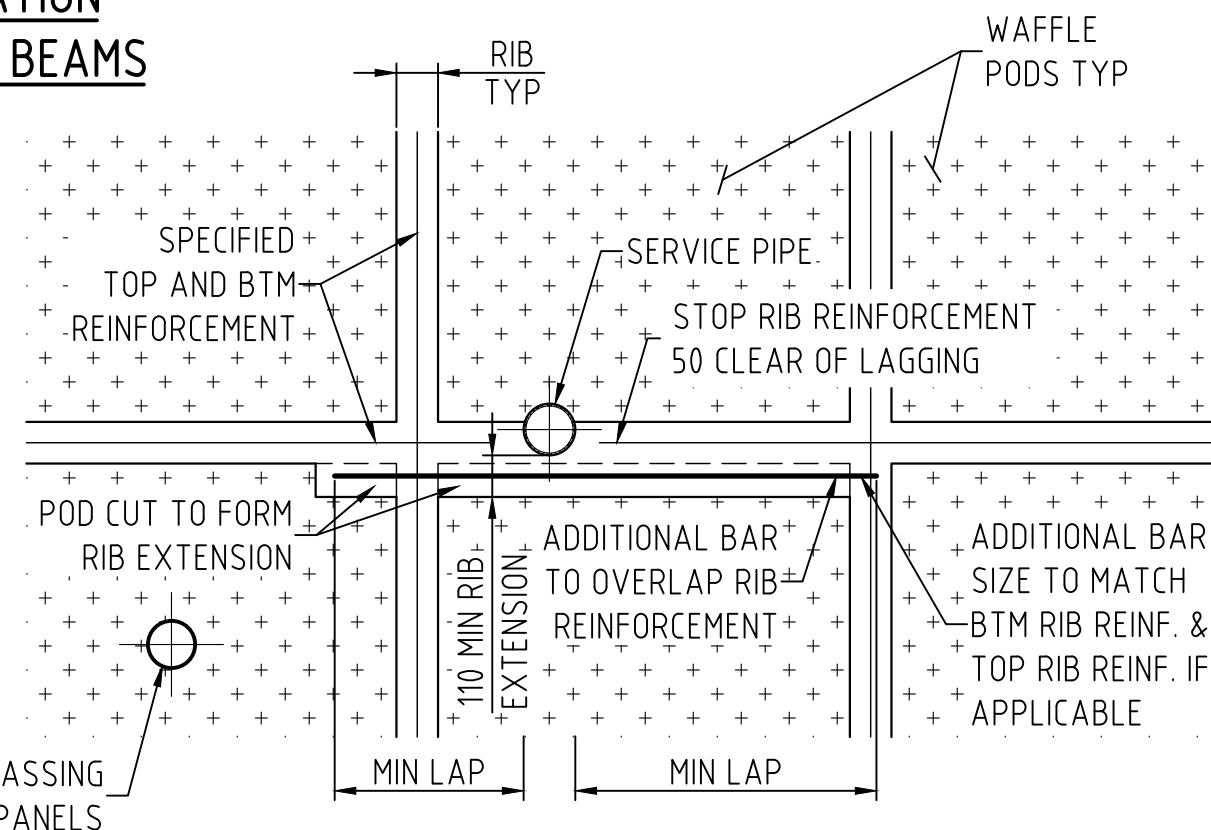 BEAMS
RIB
TYP
WAFFLE
PODS TYP
SPECIFIED
TOP AND BTM
REINFORCEMENT
SERVICE PIPE
STOP RIB REINFORCEMENT
50 CLEAR OF LAGGING
POD CUT TO FORM
RIB EXTENSION
110 MIN RIB
EXTENSION
ADDITIONAL BAR
TO OVERLAP RIB
REINFORCEMENT
ADDITIONAL BAR
SIZE TO MATCH
BTM RIB REINF. &
TOP RIB REINF. IF
APPLICABLE
ASSING
PANELS
MIN LAP
MIN LAP